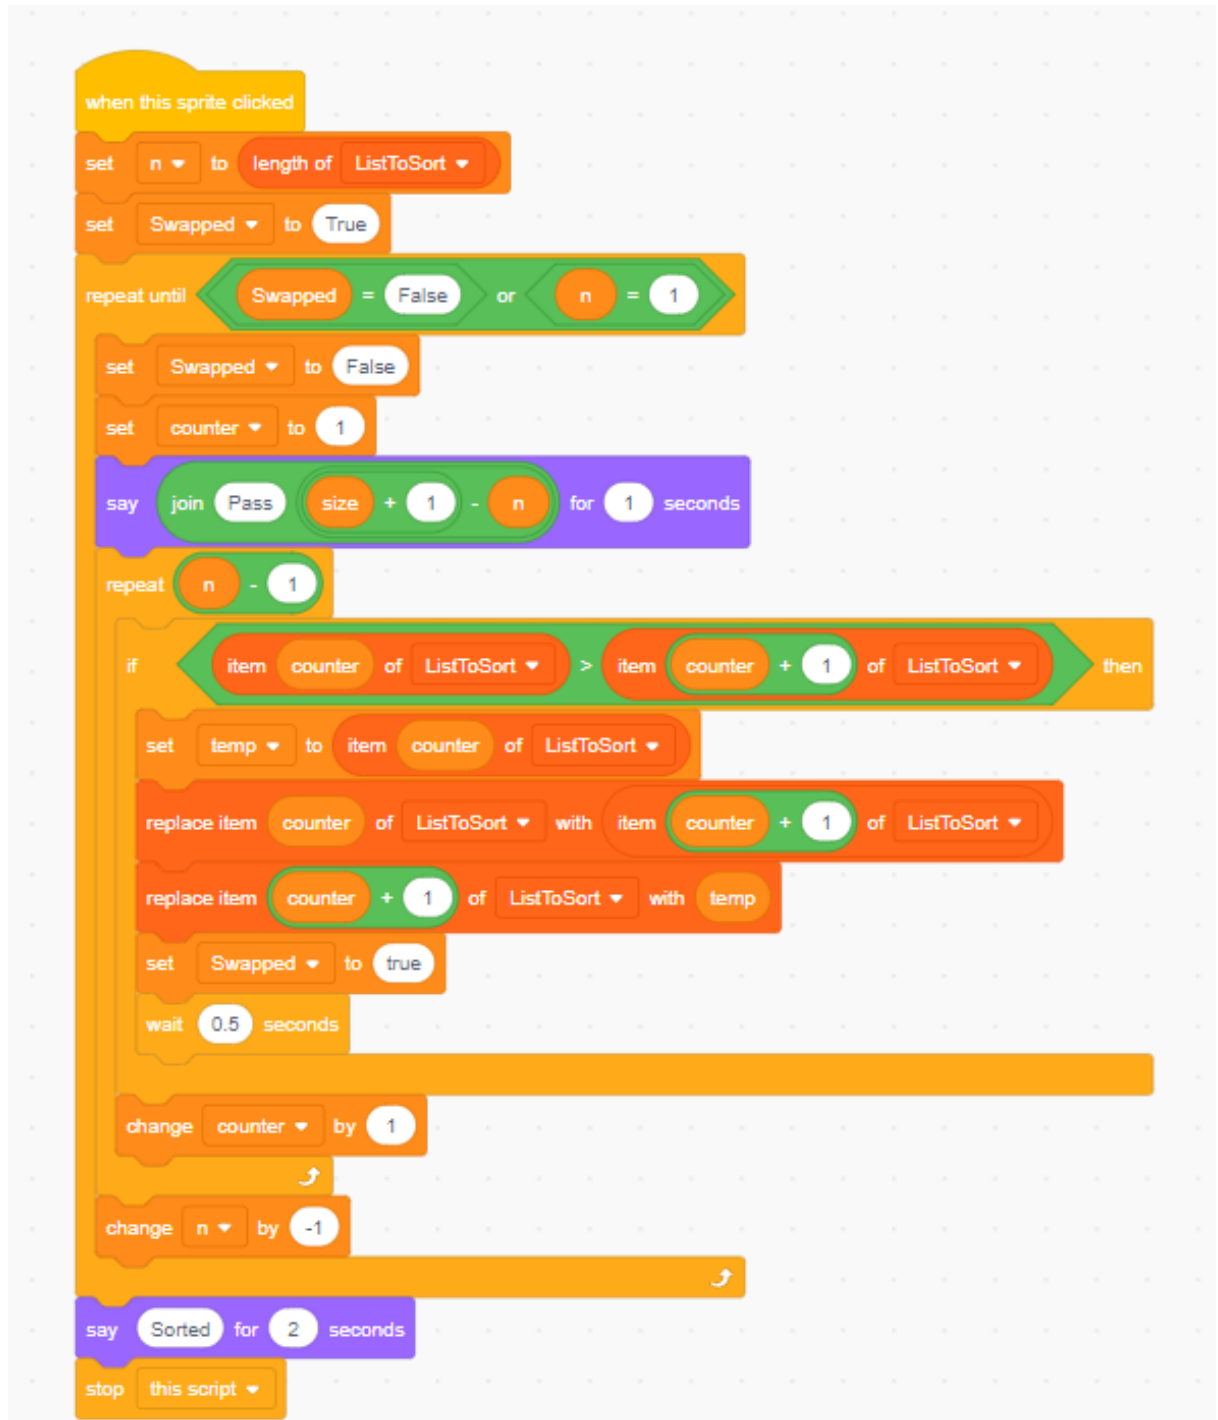 when this sprite clicked
set n to length of ListToSort
set Swapped to True
repeat until Swapped = False or n = 1
set Swapped to False
set counter to 1
say join Pass size + 1 - n for 1 seconds
repeat n - 1
if item counter of ListToSort > item counter + 1 of ListToSort then
set temp to item counter of ListToSort
replace item counter of ListToSort with item counter + 1 of ListToSort
replace item counter + 1 of ListToSort with temp
set Swapped to true
wait 0.5 seconds
change counter by 1
change n by -1
say Sorted for 2 seconds
stop this script